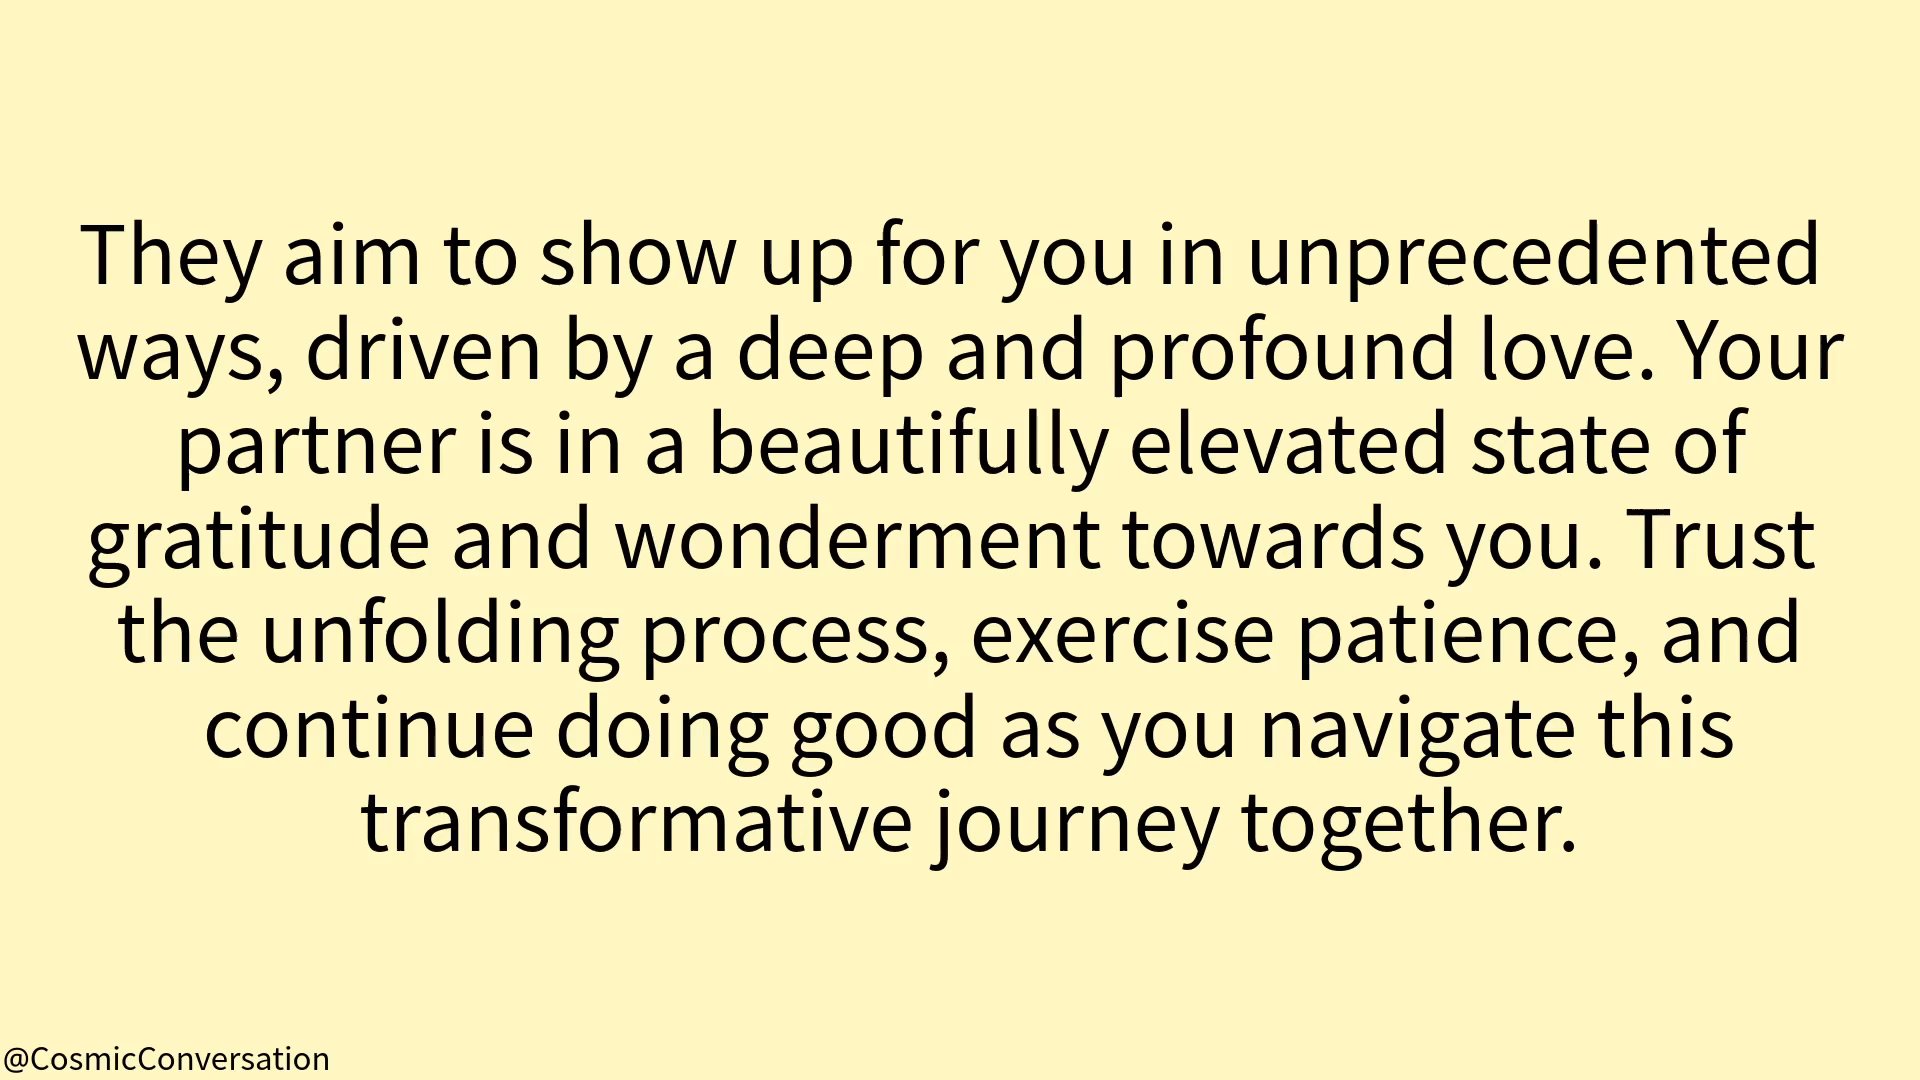 They aim to show up for you in unprecedented
ways, driven by a deep and profound love. Your
partner is in a beautifully elevated state of
gratitude and wonderment towards you. Trust
the unfolding process, exercise patience, and
continue doing good as you navigate this
transformative journey together.
@CosmicConversation